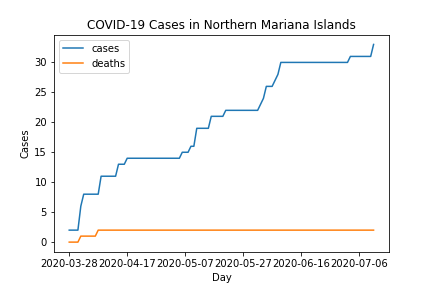 COVID-19 Cases in Northern Mariana Islands
cases
deaths
Cases
30
25
20
15
10
5
0
2020-03-28 2020-04-17 2020-05-07 2020-05-27 2020-06-16 2020-07-06
Day